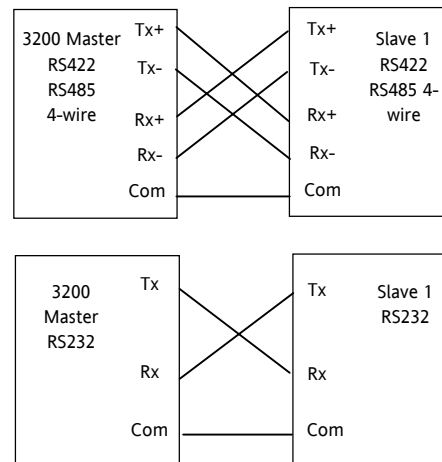 3200 Master
RS422
RS485
4-wire
Tx+
Tx-
Rx+
Rx-
Com
Tx+
Tx-
Rx+
Rx-
Com
Slave 1
RS422
RS485 4-
wire
3200
Master
RS232
Tx
Rx
Com
Tx
Rx
Com
Slave 1
RS232